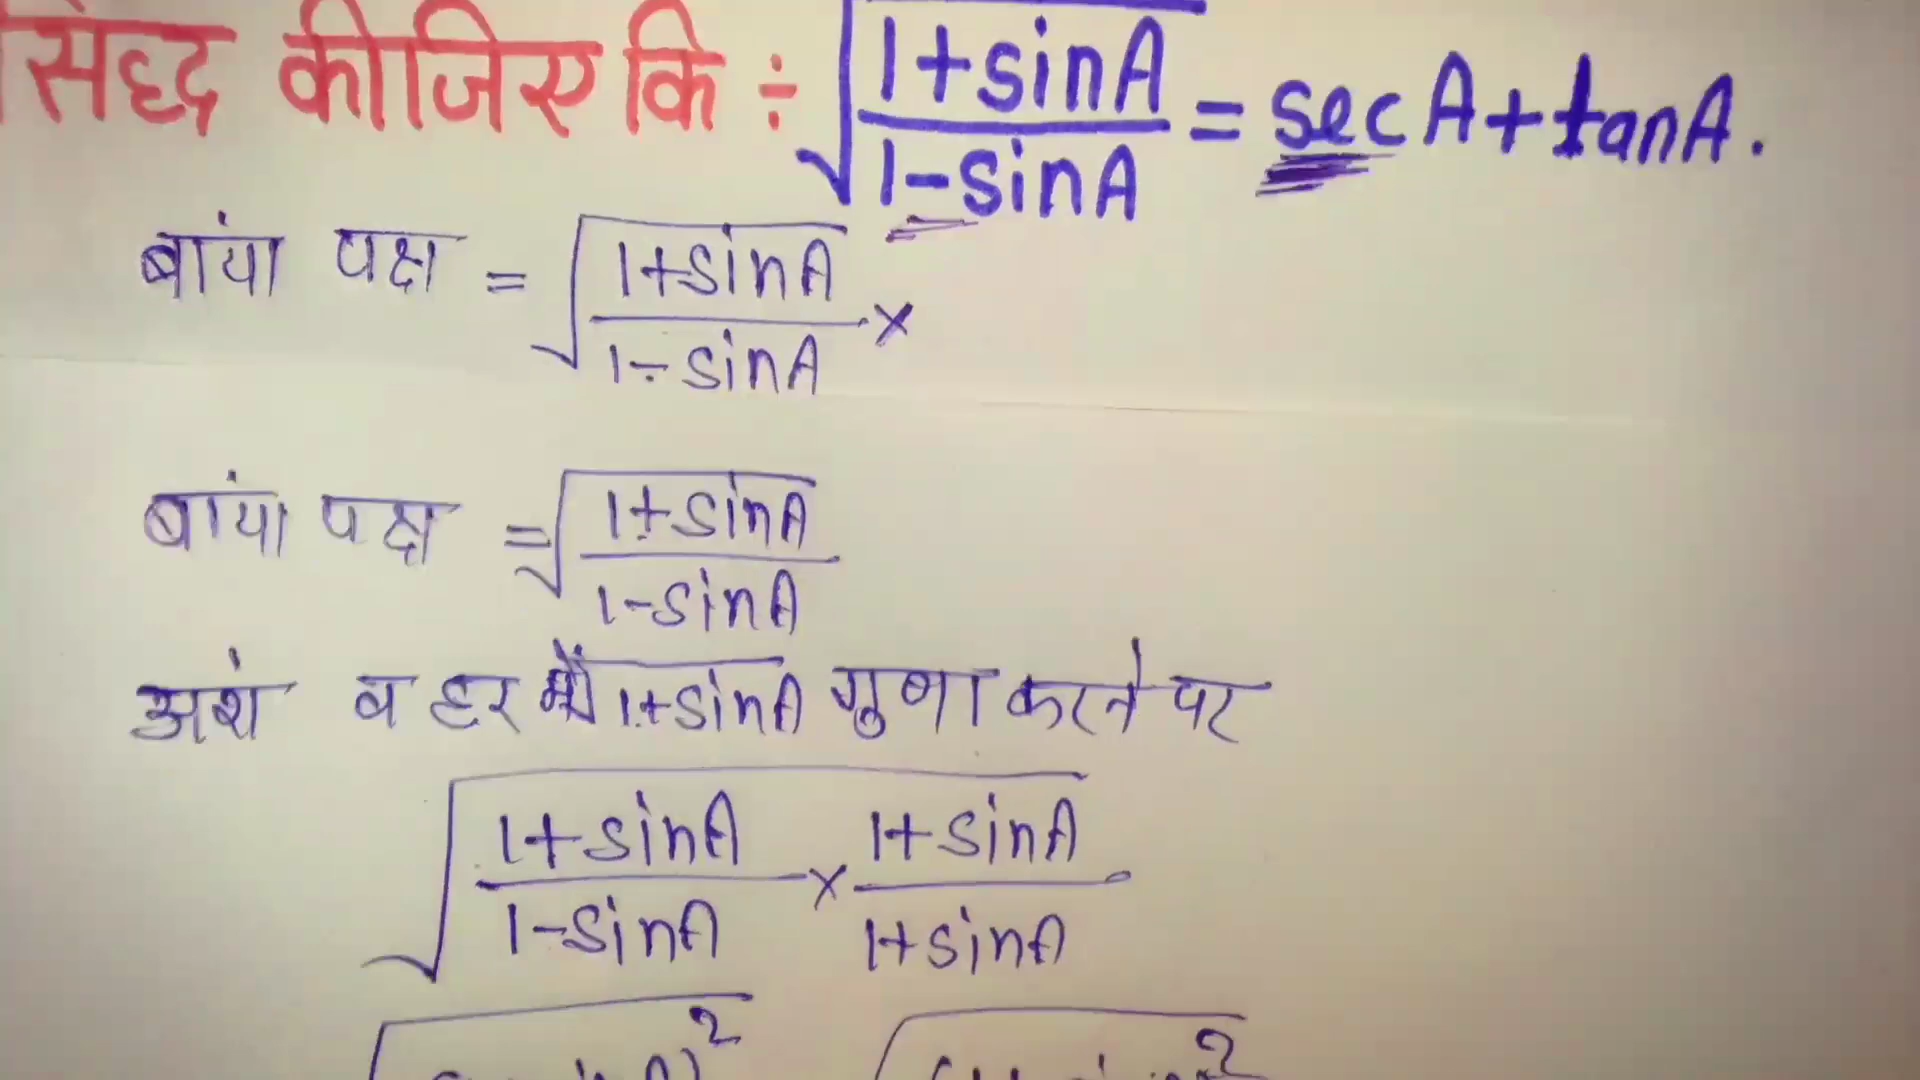 सिद्ध कीजिए कि ÷ √((1+sinA)/(1-sinA)) = secA+tanA.
बांया पक्ष = √((1+sinA)/(1-sinA)) ×
बांया पक्ष = √((1+sinA)/(1-sinA))
अशं व हर में √(1+sinA) गुणा करने पर
√((1+sinA)/(1-sinA) × (1+sinA)/(1+sinA))